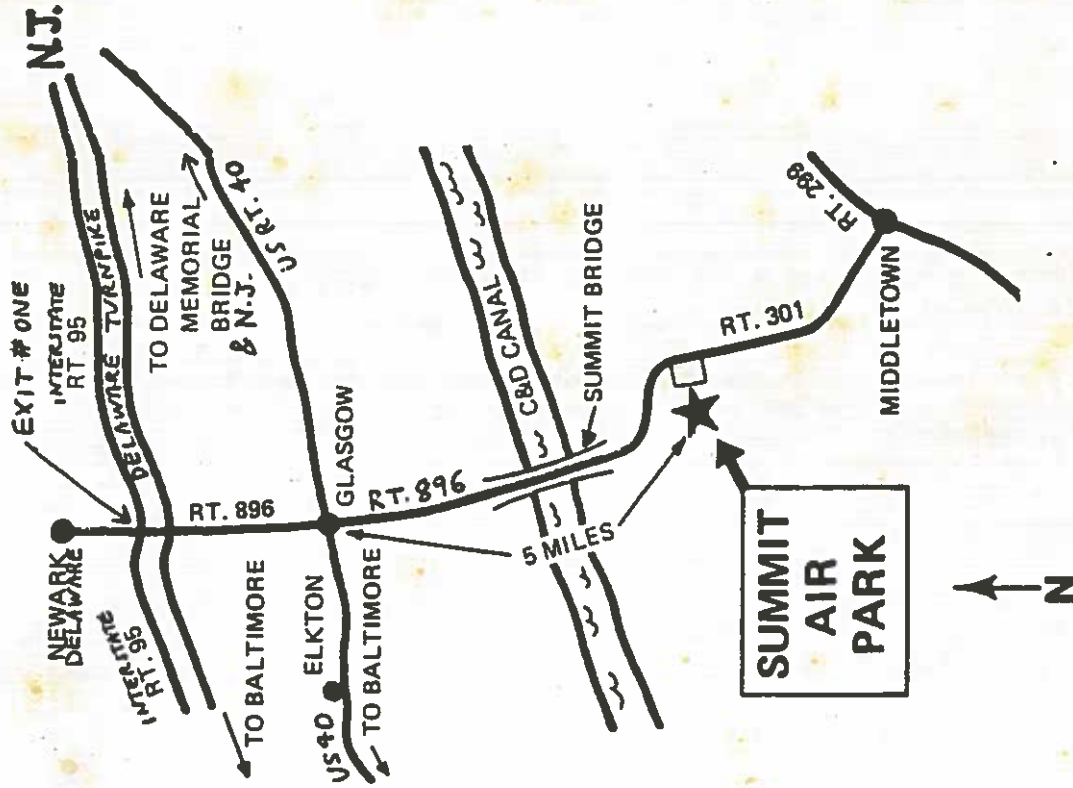 N.J.
EXIT # ONE
INTERSTATE
RT. 95
DELAWARE TURNPIKE
NEWARK
DELAWARE
INTERSTATE
RT. 95
TO DELAWARE
MEMORIAL
BRIDGE
& N.J.
US RT. 40
RT. 896
TO BALTIMORE
GLASGOW
ELKTON
US 40
TO BALTIMORE
RT. 896
C&D CANAL
5 MILES
SUMMIT BRIDGE
RT. 301
RT. 299
MIDDLETOWN
SUMMIT
AIR
PARK
N